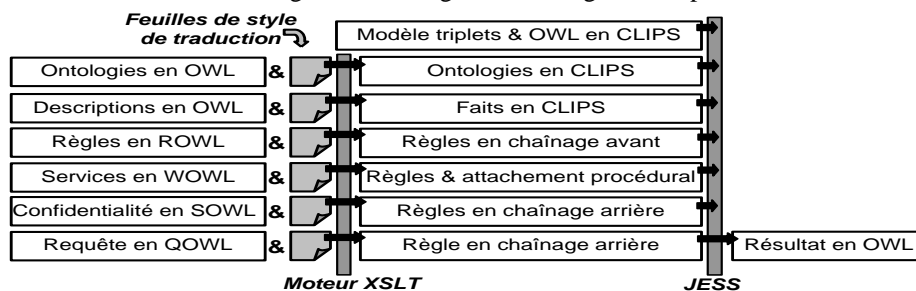 Feuilles de style
de traduction
Modèle triplets & OWL en CLIPS
Ontologies en OWL & Ontologies en CLIPS
Descriptions en OWL & Faits en CLIPS
Règles en ROWL & Règles en chaînage avant
Services en WOWL & Règles & attachement procédural
Confidentialité en SOWL & Règles en chaînage arrière
Requête en QOWL & Règle en chaînage arrière Résultat en OWL
Moteur XSLT JESS